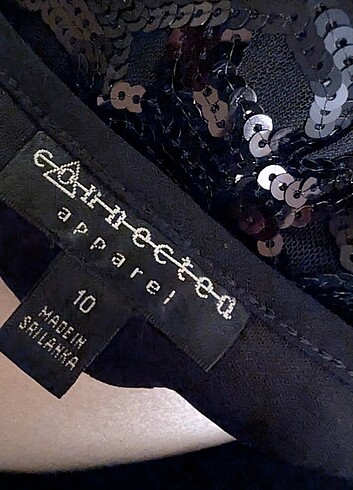 connected
apparel
10
MADE IN
SRI LANKA